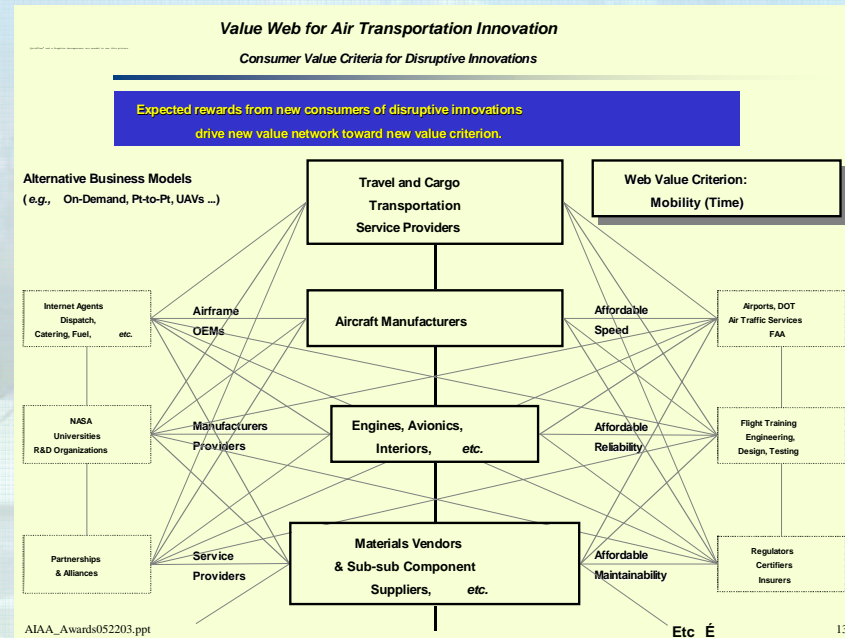 Value Web for Air Transportation Innovation
Consumer Value Criteria for Disruptive Innovations
Expected rewards from new consumers of disruptive innovations
drive new value network toward new value criterion.
Alternative Business Models
(e.g., On-Demand, Pt-to-Pt, UAVs ...)
Travel and Cargo
Transportation
Service Providers
Web Value Criterion:
Mobility (Time)
Internet Agents
Dispatch,
Catering, Fuel, etc.
Airframe
OEMs
Aircraft Manufacturers
Affordable
Speed
Airports, DOT
Air Traffic Services
FAA
NASA
Universities
R&D Organizations
Manufacturers
Providers
Engines, Avionics,
Interiors, etc.
Affordable
Reliability
Flight Training
Engineering,
Design, Testing
Partnerships
& Alliances
Service
Providers
Materials Vendors
& Sub-sub Component
Suppliers, etc.
Affordable
Maintainability
Regulators
Certifiers
Insurers
AIAA_Awards052203.ppt
Etc É
13